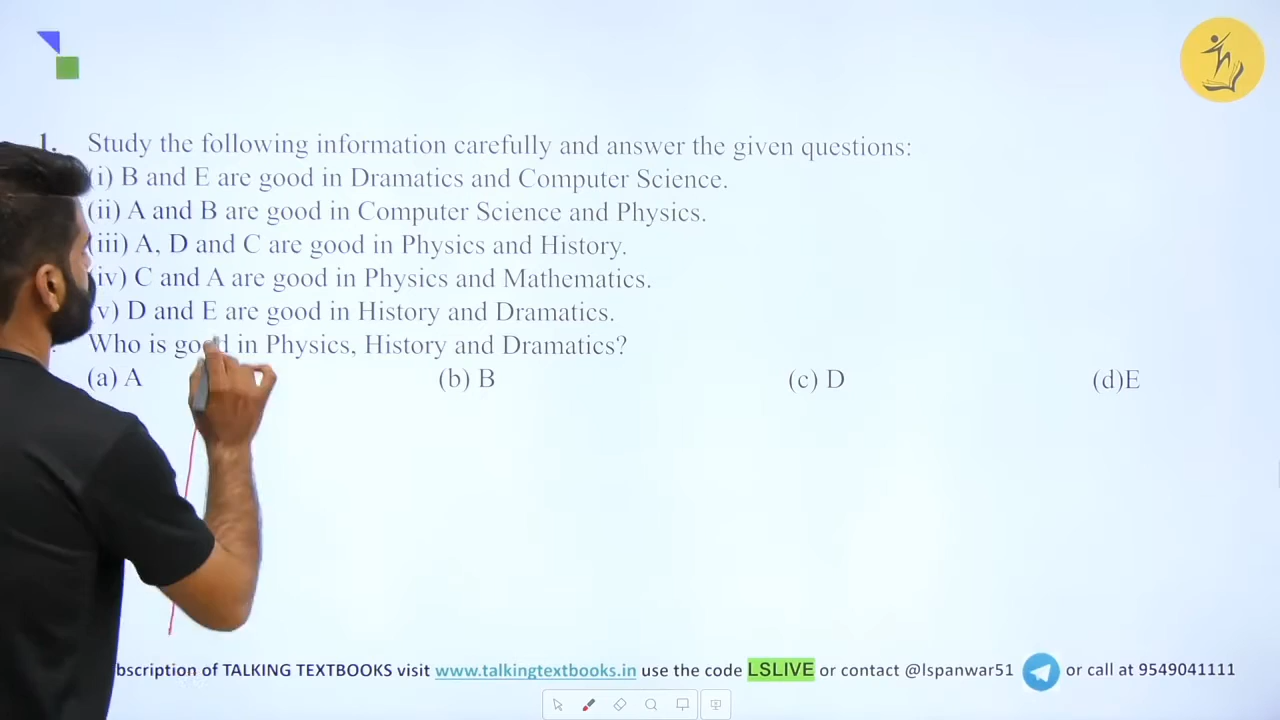 1.
Study the following information carefully and answer the given questions:
(i) B and E are good in Dramatics and Computer Science.
(ii) A and B are good in Computer Science and Physics.
(iii) A, D and C are good in Physics and History.
iv) C and A are good in Physics and Mathematics.
v) D and E are good in History and Dramatics.
Who is good in Physics, History and Dramatics?
(a) A (b) B (c) D (d)E
bscription of TALKING TEXTBOOKS visit www.talkingtextbooks.in use the code LSLIVE or contact @lspanwar51 or call at 9549041111